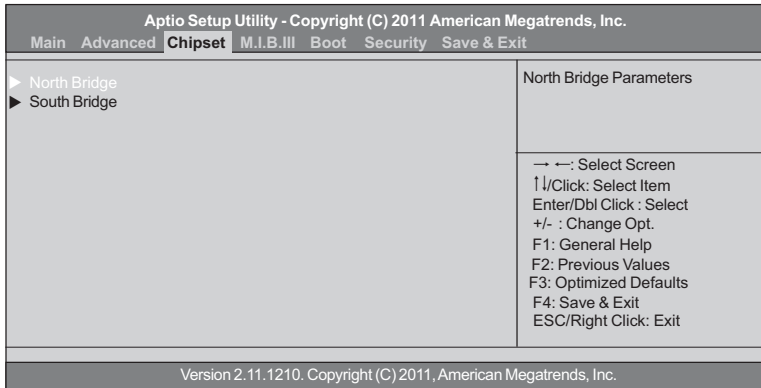 Aptio Setup Utility - Copyright (C) 2011 American Megatrends, Inc.
Main Advanced Chipset M.I.B.III Boot Security Save & Exit
▶ North Bridge
▶ South Bridge
North Bridge Parameters
→ ←: Select Screen
↑↓/Click: Select Item
Enter/Dbl Click : Select
+/- : Change Opt.
F1: General Help
F2: Previous Values
F3: Optimized Defaults
F4: Save & Exit
ESC/Right Click: Exit
Version 2.11.1210. Copyright (C) 2011, American Megatrends, Inc.